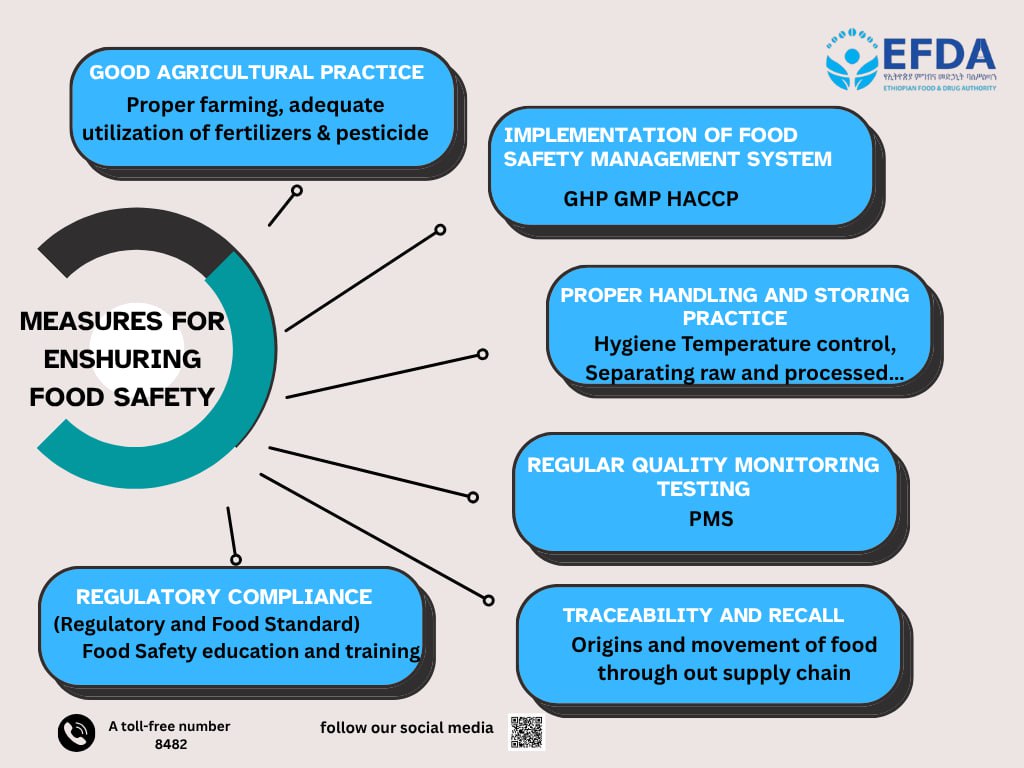 EFDA
የኢትዮጵያ ምግብና መድኃኒት ባለሥልጣን
ETHIOPIAN FOOD & DRUG AUTHORITY
GOOD AGRICULTURAL PRACTICE
Proper farming, adequate
utilization of fertilizers & pesticide
IMPLEMENTATION OF FOOD
SAFETY MANAGEMENT SYSTEM
GHP GMP HACCP
PROPER HANDLING AND STORING
PRACTICE
Hygiene Temperature control,
Separating raw and processed...
MEASURES FOR
ENSHURING
FOOD SAFETY
REGULAR QUALITY MONITORING
TESTING
PMS
REGULATORY COMPLIANCE
(Regulatory and Food Standard)
Food Safety education and training
TRACEABILITY AND RECALL
Origins and movement of food
through out supply chain
A toll-free number
8482
follow our social media